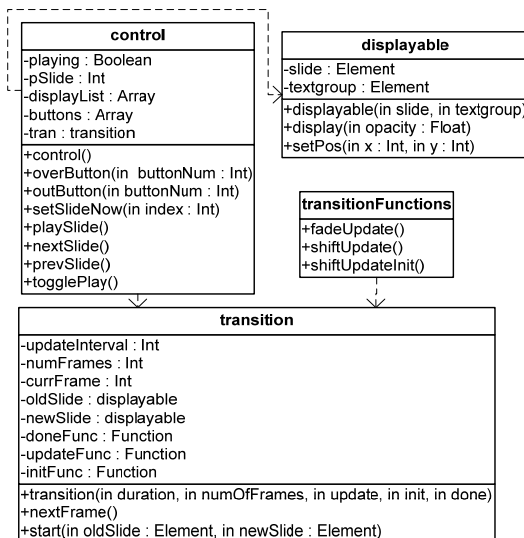 control
-playing : Boolean
-pSlide : Int
-displayList : Array
-buttons : Array
-tran : transition
+control()
+overButton(in  buttonNum : Int)
+outButton(in buttonNum : Int)
+setSlideNow(in index : Int)
+playSlide()
+nextSlide()
+prevSlide()
+togglePlay()
displayable
-slide : Element
-textgroup : Element
+displayable(in slide, in textgroup)
+display(in opacity : Float)
+setPos(in x : Int, in y : Int)
transitionFunctions
+fadeUpdate()
+shiftUpdate()
+shiftUpdateInit()
transition
-updateInterval : Int
-numFrames : Int
-currFrame : Int
-oldSlide : displayable
-newSlide : displayable
-doneFunc : Function
-updateFunc : Function
-initFunc : Function
+transition(in duration, in numOfFrames, in update, in init, in done)
+nextFrame()
+start(in oldSlide : Element, in newSlide : Element)